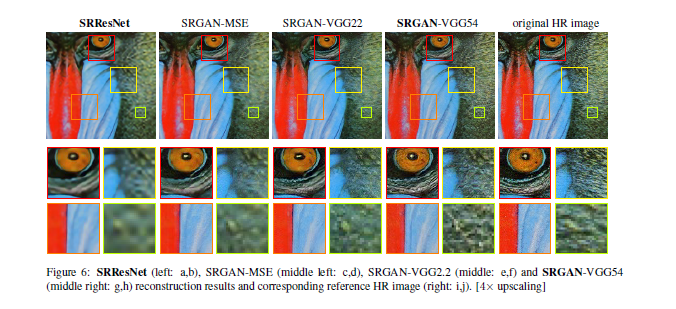 SRResNet SRGAN-MSE SRGAN-VGG22 SRGAN-VGG54 original HR image
Figure 6: SRResNet (left: a,b), SRGAN-MSE (middle left: c,d), SRGAN-VGG2.2 (middle: e,f) and SRGAN-VGG54
(middle right: g,h) reconstruction results and corresponding reference HR image (right: i,j). [4× upscaling]